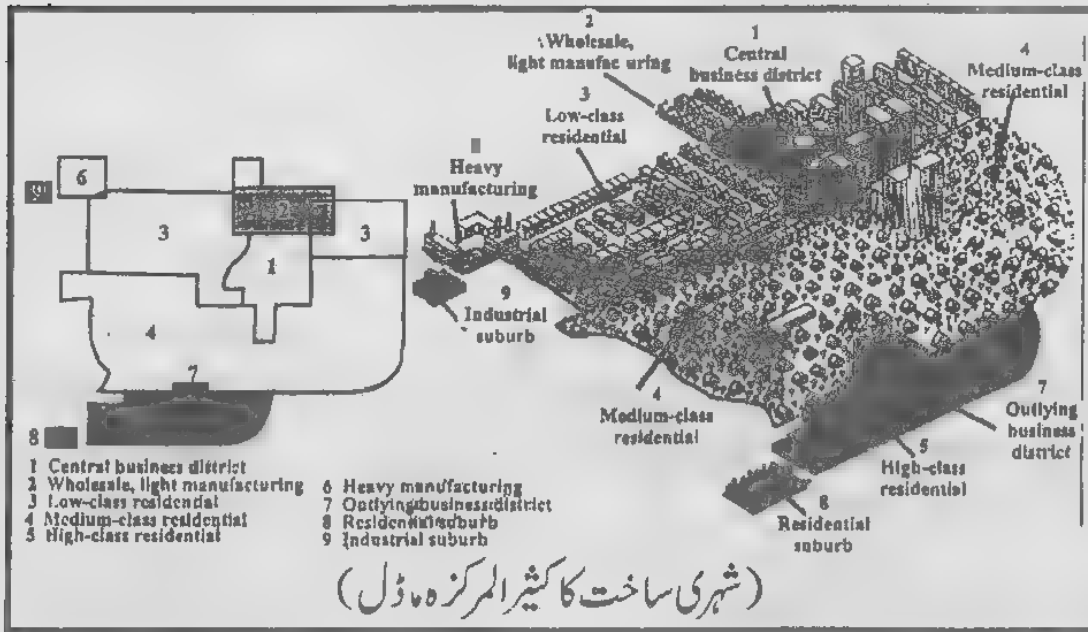 2
Wholesale,
light manufac uring
1
Central
business district
4
Medium-class
residential
3
Low-class
residential
Heavy
manufacturing
6
9
2
3
3
1
4
7
8
9
Industrial
suburb
4
Medium-class
residential
7
Outlying
business
district
5
High-class
residential
8
Residential
suburb
1 Central business district
2 Wholesale, light manufacturing
3 Low-class residential
4 Medium-class residential
5 High-class residential
6 Heavy manufacturing
7 Outlying business district
8 Residential suburb
9 Industrial suburb
(شہری ساخت کا کثیر المرکزہ ماڈل)